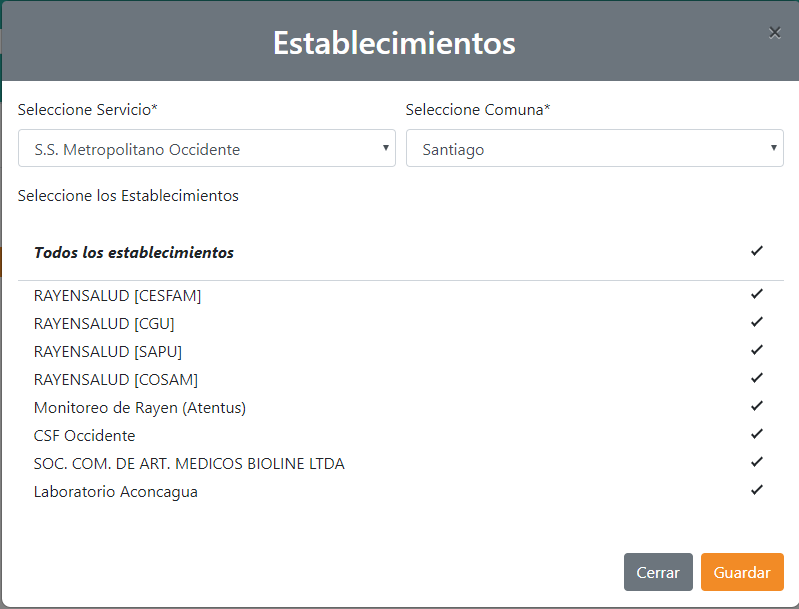 Establecimientos
×
Seleccione Servicio*
Seleccione Comuna*
S.S. Metropolitano Occidente
Santiago
Seleccione los Establecimientos
Todos los establecimientos
RAYENSALUD [CESFAM]
RAYENSALUD [CGU]
RAYENSALUD [SAPU]
RAYENSALUD [COSAM]
Monitoreo de Rayen (Atentus)
CSF Occidente
SOC. COM. DE ART. MEDICOS BIOLINE LTDA
Laboratorio Aconcagua
Cerrar
Guardar